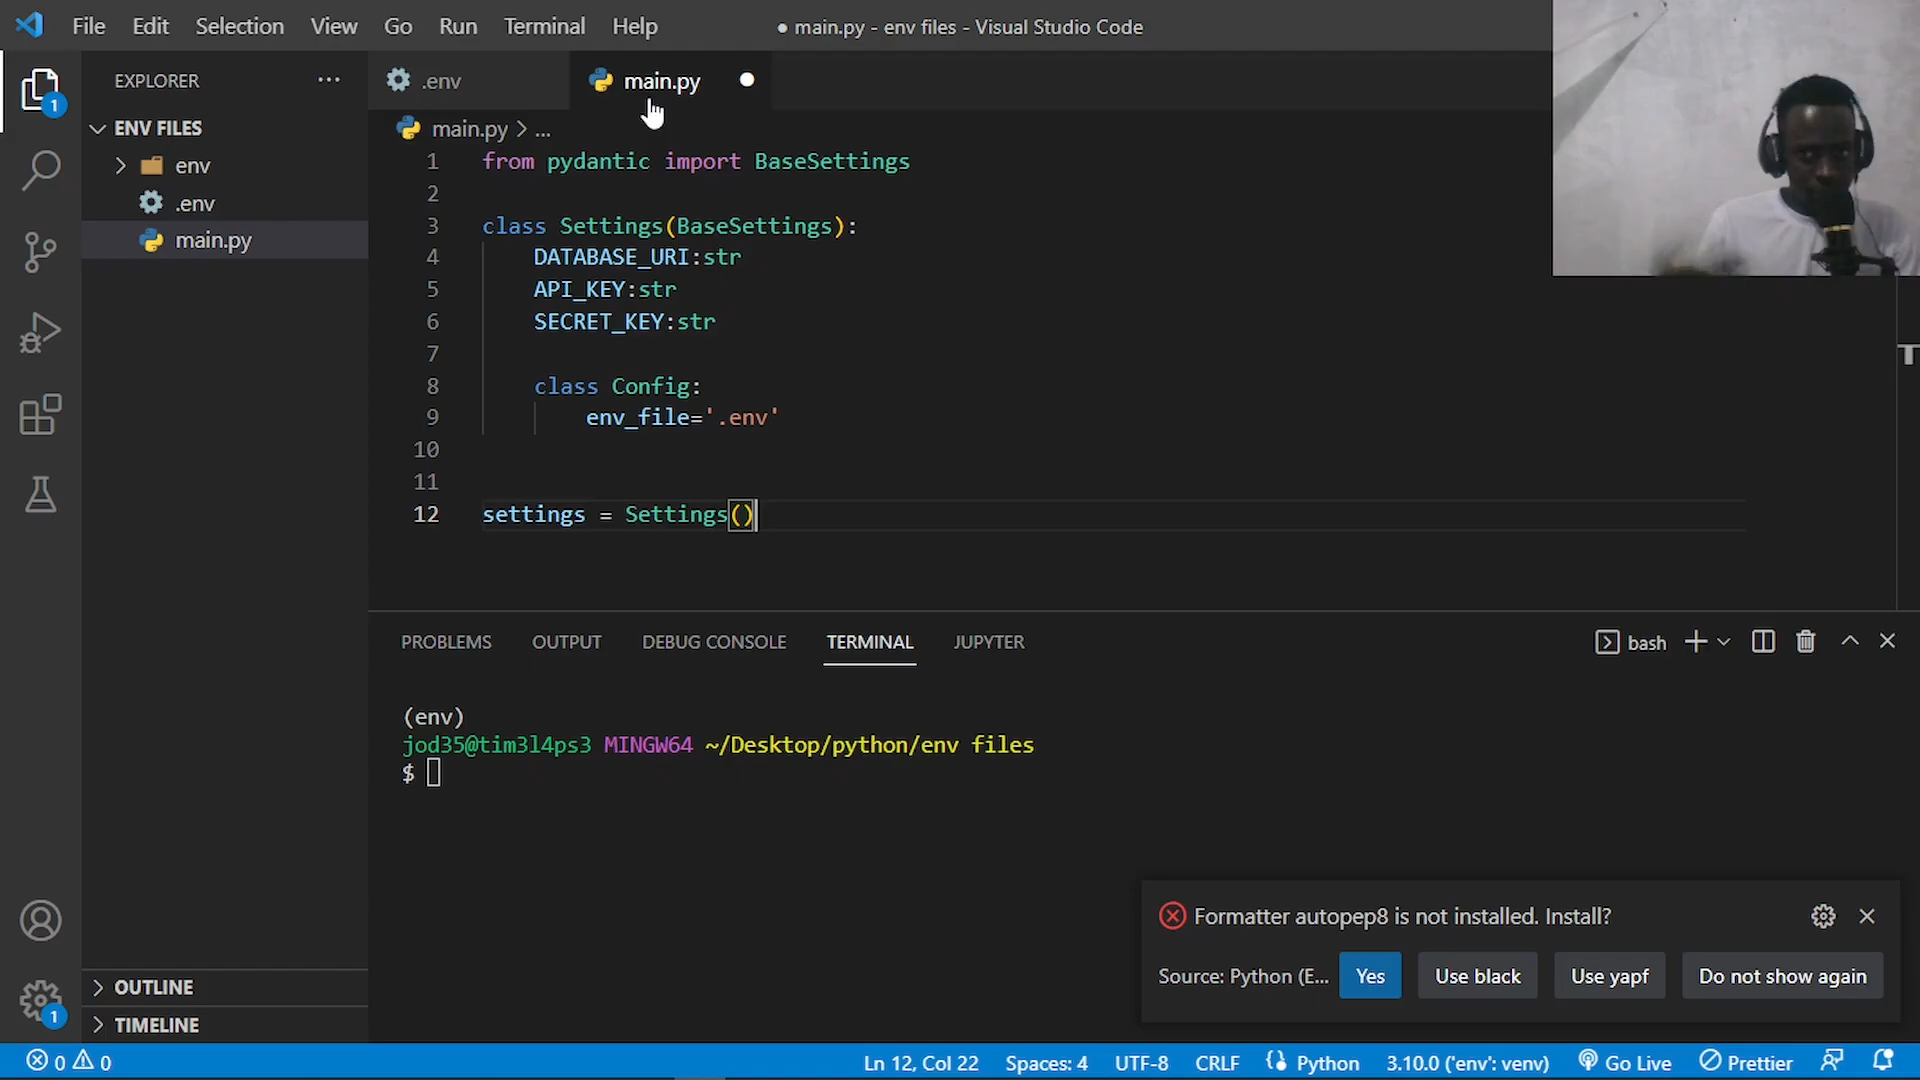 File Edit Selection View Go Run Terminal Help
● main.py - env files - Visual Studio Code
EXPLORER ...
ENV FILES
env
.env
main.py
OUTLINE
TIMELINE
1
1
.env
main.py
main.py > ...
1 from pydantic import BaseSettings
2
3 class Settings(BaseSettings):
4 DATABASE_URI:str
5 API_KEY:str
6 SECRET_KEY:str
7
8 class Config:
9 env_file='.env'
10
11
12 settings = Settings()
PROBLEMS OUTPUT DEBUG CONSOLE TERMINAL JUPYTER
bash
(env)
jod35@tim3l4ps3 MINGW64 ~/Desktop/python/env files
$
Formatter autopep8 is not installed. Install?
Source: Python (E... Yes Use black Use yapf Do not show again
0 0 Ln 12, Col 22 Spaces: 4 UTF-8 CRLF Python 3.10.0 ('env': venv) Go Live Prettier